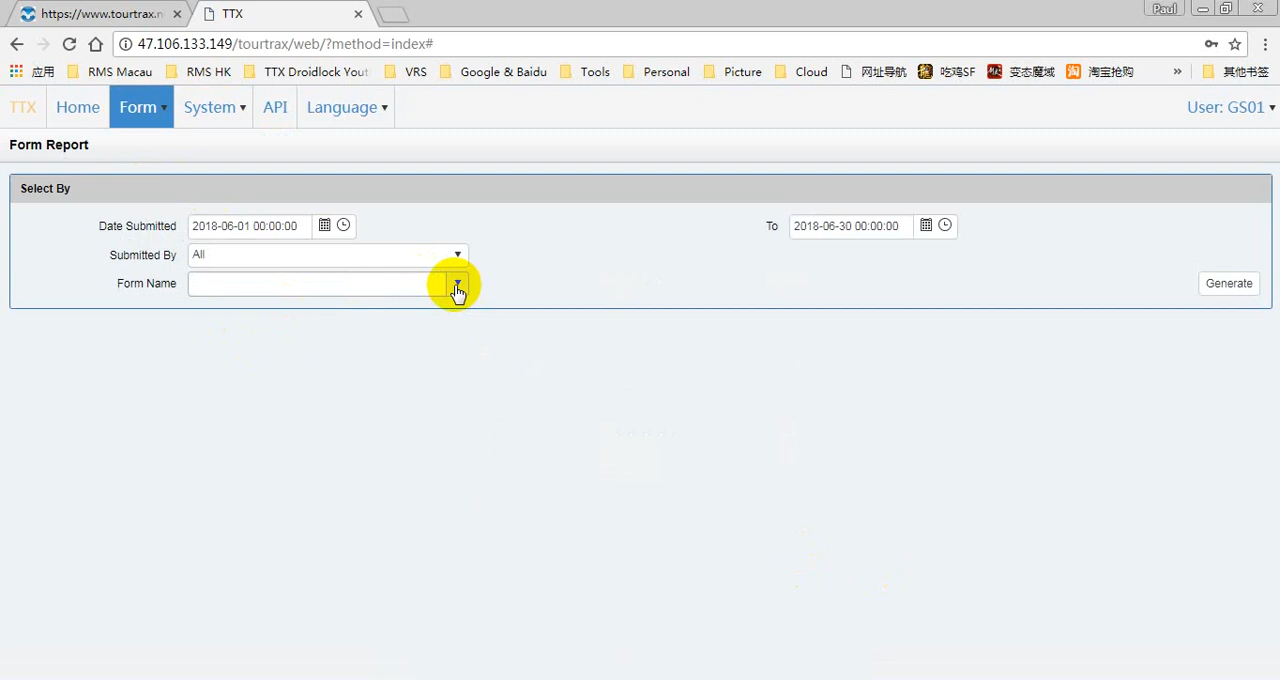 https://www.tourtrax.n
TTX
Paul
47.106.133.149/tourtrax/web/?method=index#
应用
RMS Macau
RMS HK
VRS
Google e Baidu
Tools
Personal
Picture
Cloud
网址导航
吃鸡SF
变态魔域
淘宝抢购
»
其他书签
TTX
Home
Form
System
API
Language
User: GS01
Form Report
Select By
Date Submitted
2018-06-01 00:00:00
To
2018-06-30 00:00:00
Submitted By
All
Form Name
Generate